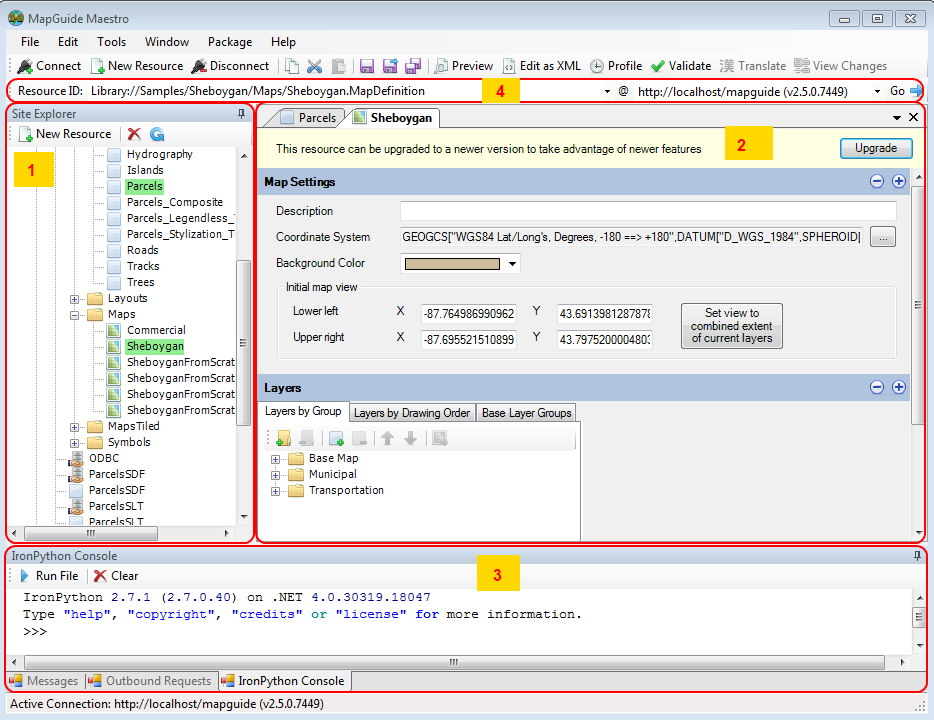 MapGuide Maestro
File Edit Tools Window Package Help
Connect New Resource Disconnect Preview Edit as XML Profile Validate Translate View Changes
Resource ID: Library://Samples/Sheboygan/Maps/Sheboygan.MapDefinition 4 @ http://localhost/mapguide (v2.5.0.7449) Go
Site Explorer
New Resource
1
Hydrography
Islands
Parcels
Parcels_Composite
Parcels_Legendless_
Parcels_Stylization_T
Roads
Tracks
Trees
Layouts
Maps
Commercial
Sheboygan
SheboyganFromScrat
SheboyganFromScrat
SheboyganFromScrat
SheboyganFromScrat
MapsTiled
Symbols
ODBC
ParcelsSDF
ParcelsSDF
ParcelsSLT
ParcelsSLT
Parcels Sheboygan
This resource can be upgraded to a newer version to take advantage of newer features 2 Upgrade
Map Settings
Description
Coordinate System GEOGCS["WGS84 Lat/Long's, Degrees, -180 ==> +180",DATUM["D_WGS_1984",SPHEROID[ ...
Background Color
Initial map view
Lower left X -87.764986990962 Y 43.6913981287878
Upper right X -87.695521510899 Y 43.7975200004803
Set view to
combined extent
of current layers
Layers
Layers by Group Layers by Drawing Order Base Layer Groups
Base Map
Municipal
Transportation
IronPython Console
3
Run File Clear
IronPython 2.7.1 (2.7.0.40) on .NET 4.0.30319.18047
Type "help", "copyright", "credits" or "license" for more information.
>>>
Messages Outbound Requests IronPython Console
Active Connection: http://localhost/mapguide (v2.5.0.7449)